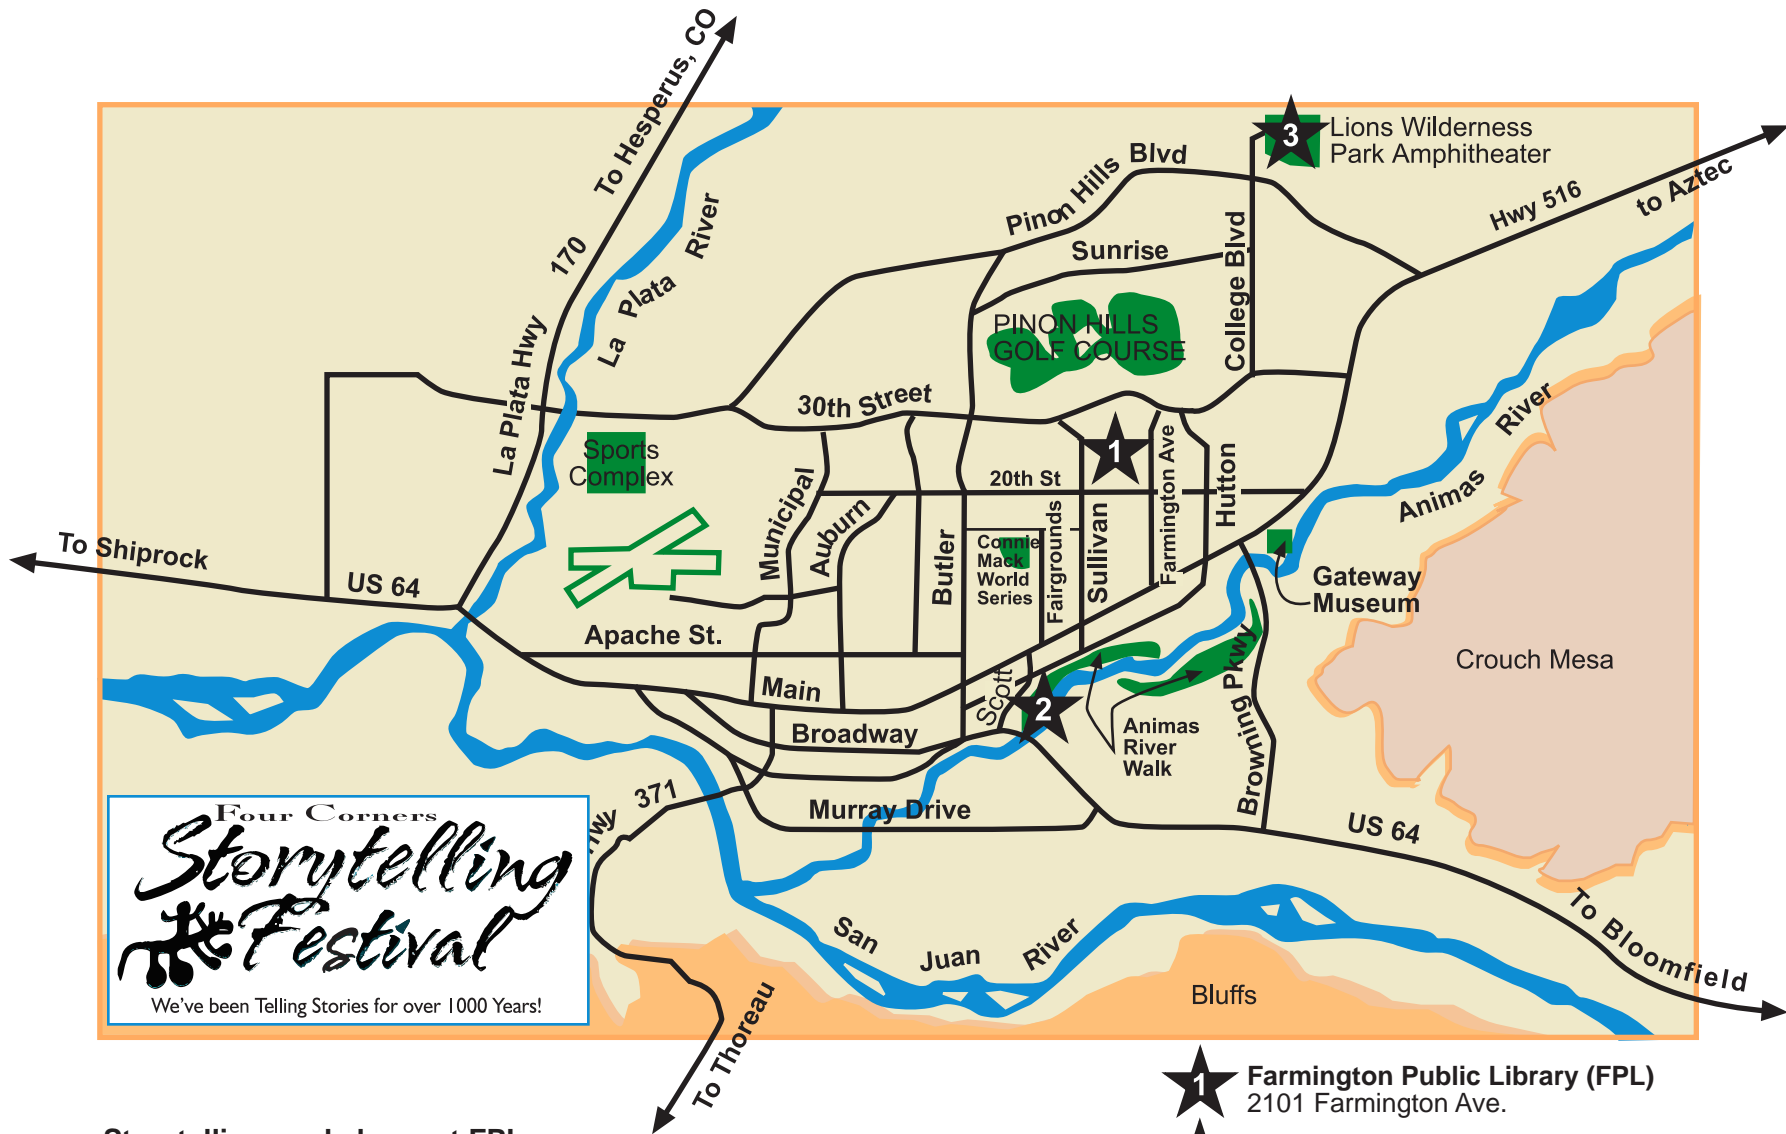 To Hesperus, CO
170
La Plata Hwy
La Plata River
3
Lions Wilderness
Park Amphitheater
Pinon Hills Blvd
Sunrise
College Blvd
Hwy 516
to Aztec
PINON HILLS
GOLF COURSE
30th Street
Sports
Complex
1
20th St
Municipal
Auburn
Butler
Connie
Mack
World
Series
Fairgrounds
Sullivan
Farmington Ave
Hutton
Animas River
To Shiprock
US 64
Gateway
Museum
Crouch Mesa
Apache St.
Main
Scott
2
Broadway
Animas
River
Walk
Browning Pkwy
Murray Drive
Hwy 371
US 64
To Bloomfield
Four Corners
Storytelling
Festival
We've been Telling Stories for over 1000 Years!
San Juan River
Bluffs
To Thoreau
1
Farmington Public Library (FPL)
2101 Farmington Ave.